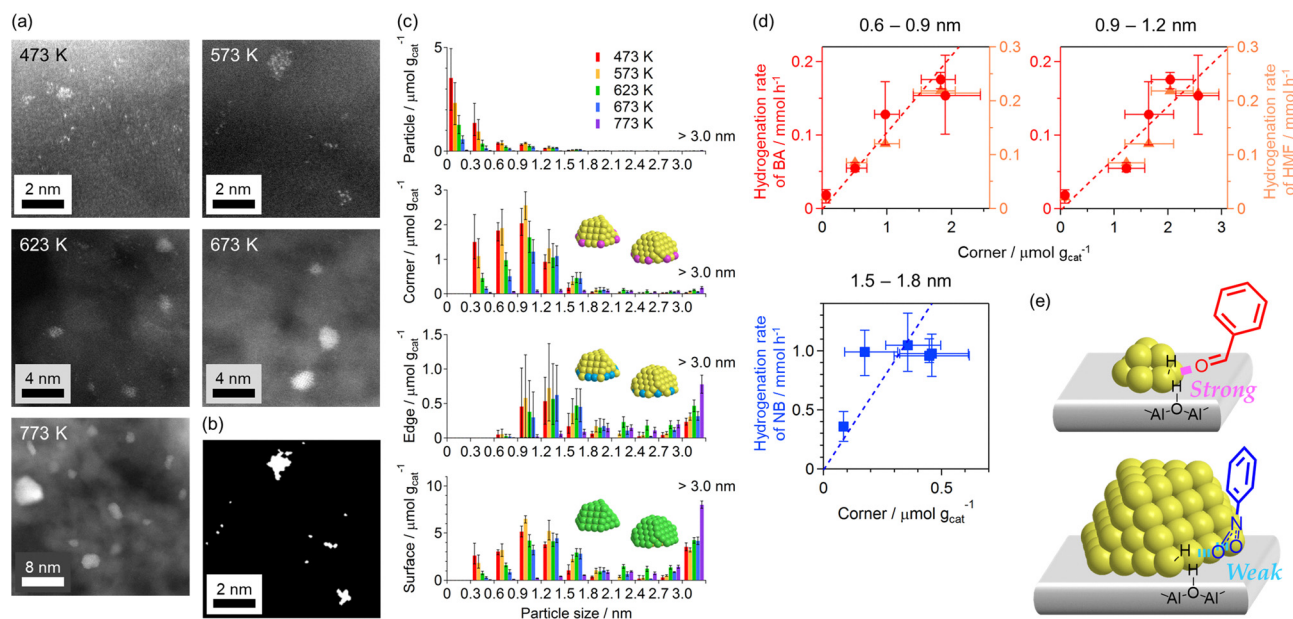 (a)
473 K
2 nm
573 K
2 nm
623 K
4 nm
673 K
4 nm
773 K
8 nm
(b)
2 nm
(c)
Particle / μmol g_cat⁻¹
5
0
473 K
573 K
623 K
673 K
773 K
> 3.0 nm
0 0.3 0.6 0.9 1.2 1.5 1.8 2.1 2.4 2.7 3.0
Corner / μmol g_cat⁻¹
3
2
1
0
> 3.0 nm
0 0.3 0.6 0.9 1.2 1.5 1.8 2.1 2.4 2.7 3.0
Edge / μmol g_cat⁻¹
1.5
1.0
0.5
0
> 3.0 nm
0 0.3 0.6 0.9 1.2 1.5 1.8 2.1 2.4 2.7 3.0
Surface / μmol g_cat⁻¹
10
5
0
> 3.0 nm
0 0.3 0.6 0.9 1.2 1.5 1.8 2.1 2.4 2.7 3.0
Particle size / nm
(d)
0.6 – 0.9 nm
Hydrogenation rate
of BA / mmol h⁻¹
0.2
0.1
0
0 1 2
0.3
0.2
0.1
0
0.9 – 1.2 nm
0.2
0.1
0
0 1 2 3
0.3
0.2
0.1
0
Hydrogenation rate
of HMF / mmol h⁻¹
Corner / μmol g_cat⁻¹
1.5 – 1.8 nm
Hydrogenation rate
of NB / mmol h⁻¹
1.0
0.5
0
0 0.5
Corner / μmol g_cat⁻¹
(e)
H
O
H
Strong
Al O Al
N
H
O O
H
Weak
Al O Al